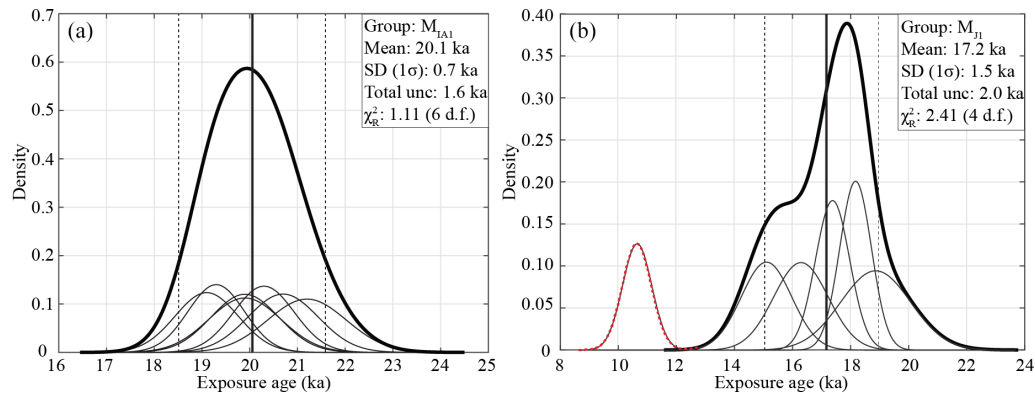 (a)
Group: M_IA1
Mean: 20.1 ka
SD (1σ): 0.7 ka
Total unc: 1.6 ka
χ²_R: 1.11 (6 d.f.)
0.7
0.6
0.5
0.4
0.3
0.2
0.1
0
Density
16 17 18 19 20 21 22 23 24 25
Exposure age (ka)
(b)
Group: M_J1
Mean: 17.2 ka
SD (1σ): 1.5 ka
Total unc: 2.0 ka
χ²_R: 2.41 (4 d.f.)
0.40
0.35
0.30
0.25
0.20
0.15
0.10
0.05
0
Density
8 10 12 14 16 18 20 22 24
Exposure age (ka)